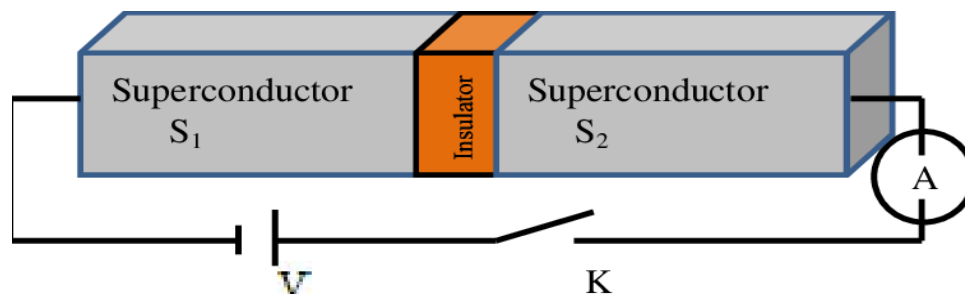 Superconductor
S₁
Insulator
Superconductor
S₂
A
V
K